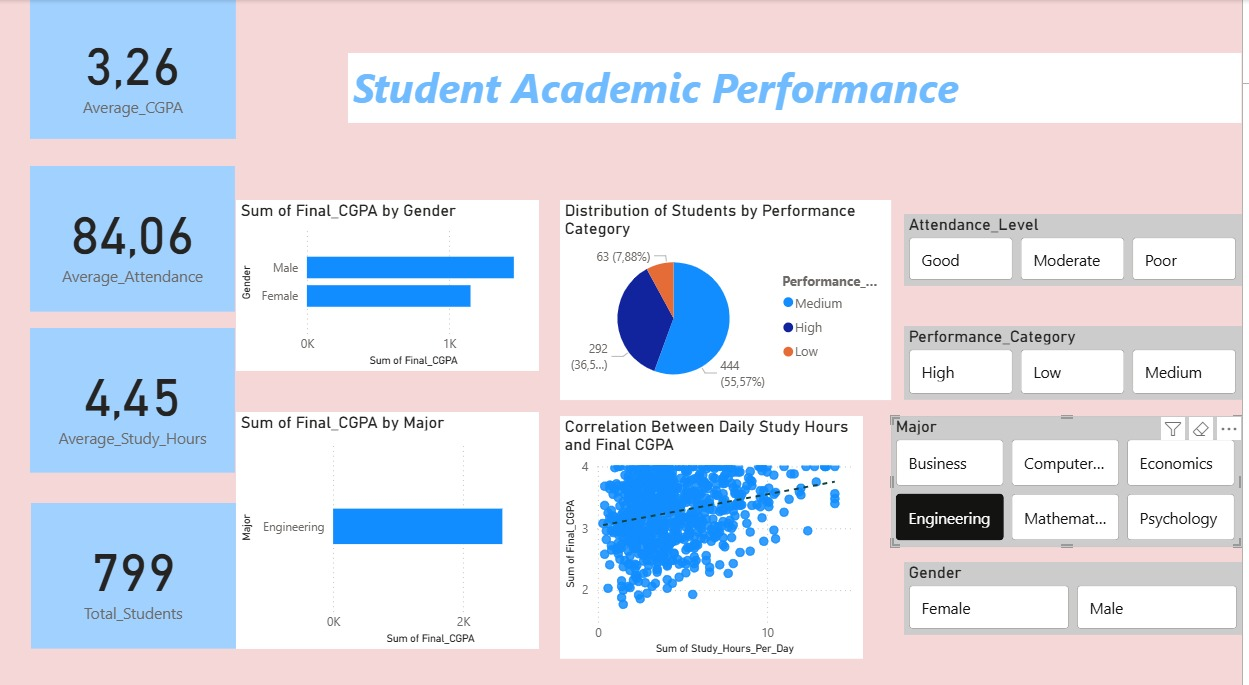 3,26
Average_CGPA
Student Academic Performance
84,06
Average_Attendance
4,45
Average_Study_Hours
799
Total_Students
Sum of Final_CGPA by Gender
Gender
Male
Female
0K
1K
Sum of Final_CGPA
Sum of Final_CGPA by Major
Major
Engineering
0K
2K
Sum of Final_CGPA
Distribution of Students by Performance
Category
63 (7,88%)
292
(36,5...)
444
(55,57%)
Performance_...
Medium
High
Low
Correlation Between Daily Study Hours
and Final CGPA
Sum of Final_CGPA
4
3
2
0
10
Sum of Study_Hours_Per_Day
Attendance_Level
Good
Moderate
Poor
Performance_Category
High
Low
Medium
Major
Business
Computer...
Economics
Engineering
Mathemat...
Psychology
Gender
Female
Male